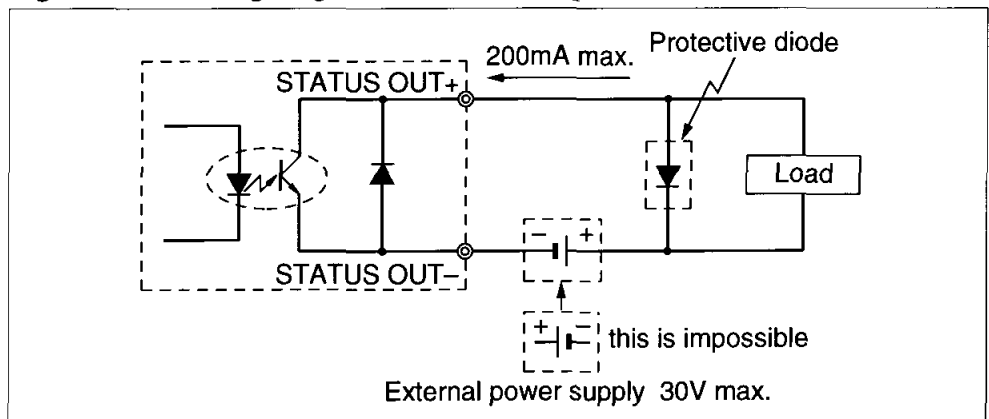 Protective diode
200mA max.
STATUS OUT+
Load
- +
STATUS OUT−
+ −
this is impossible
External power supply 30V max.